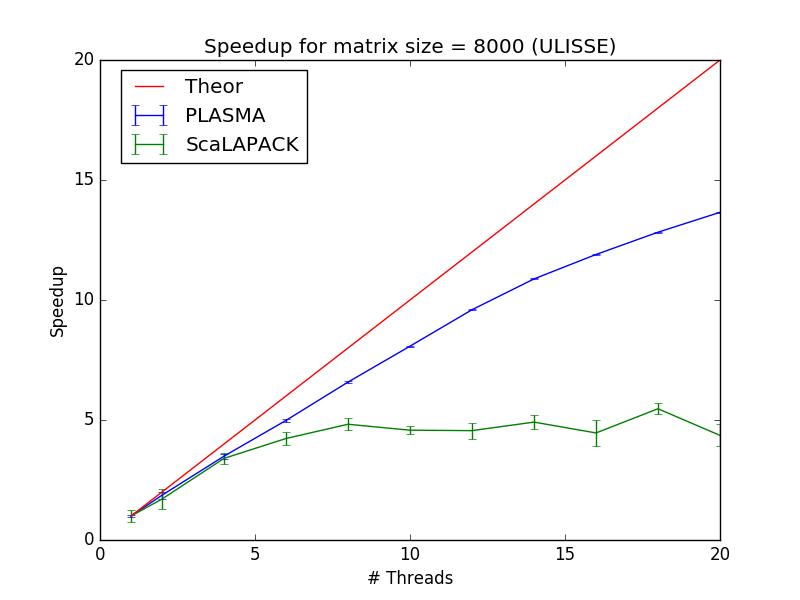 Speedup for matrix size = 8000 (ULISSE)
Theor
PLASMA
ScaLAPACK
Speedup
20
15
10
5
0
0 5 10 15 20
# Threads